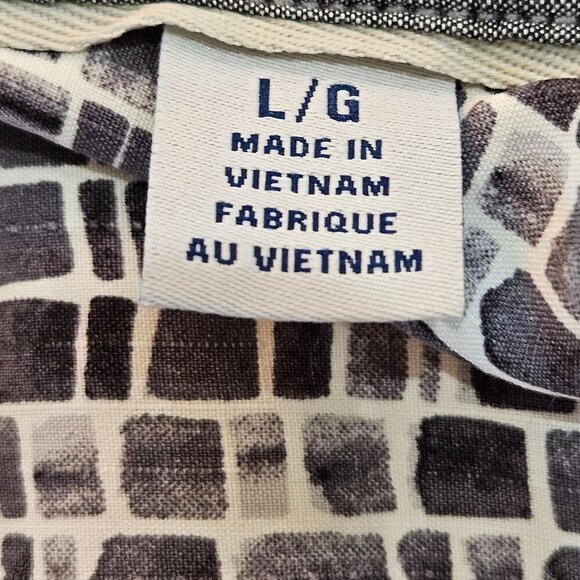 L/G
MADE IN
VIETNAM
FABRIQUE
AU VIETNAM